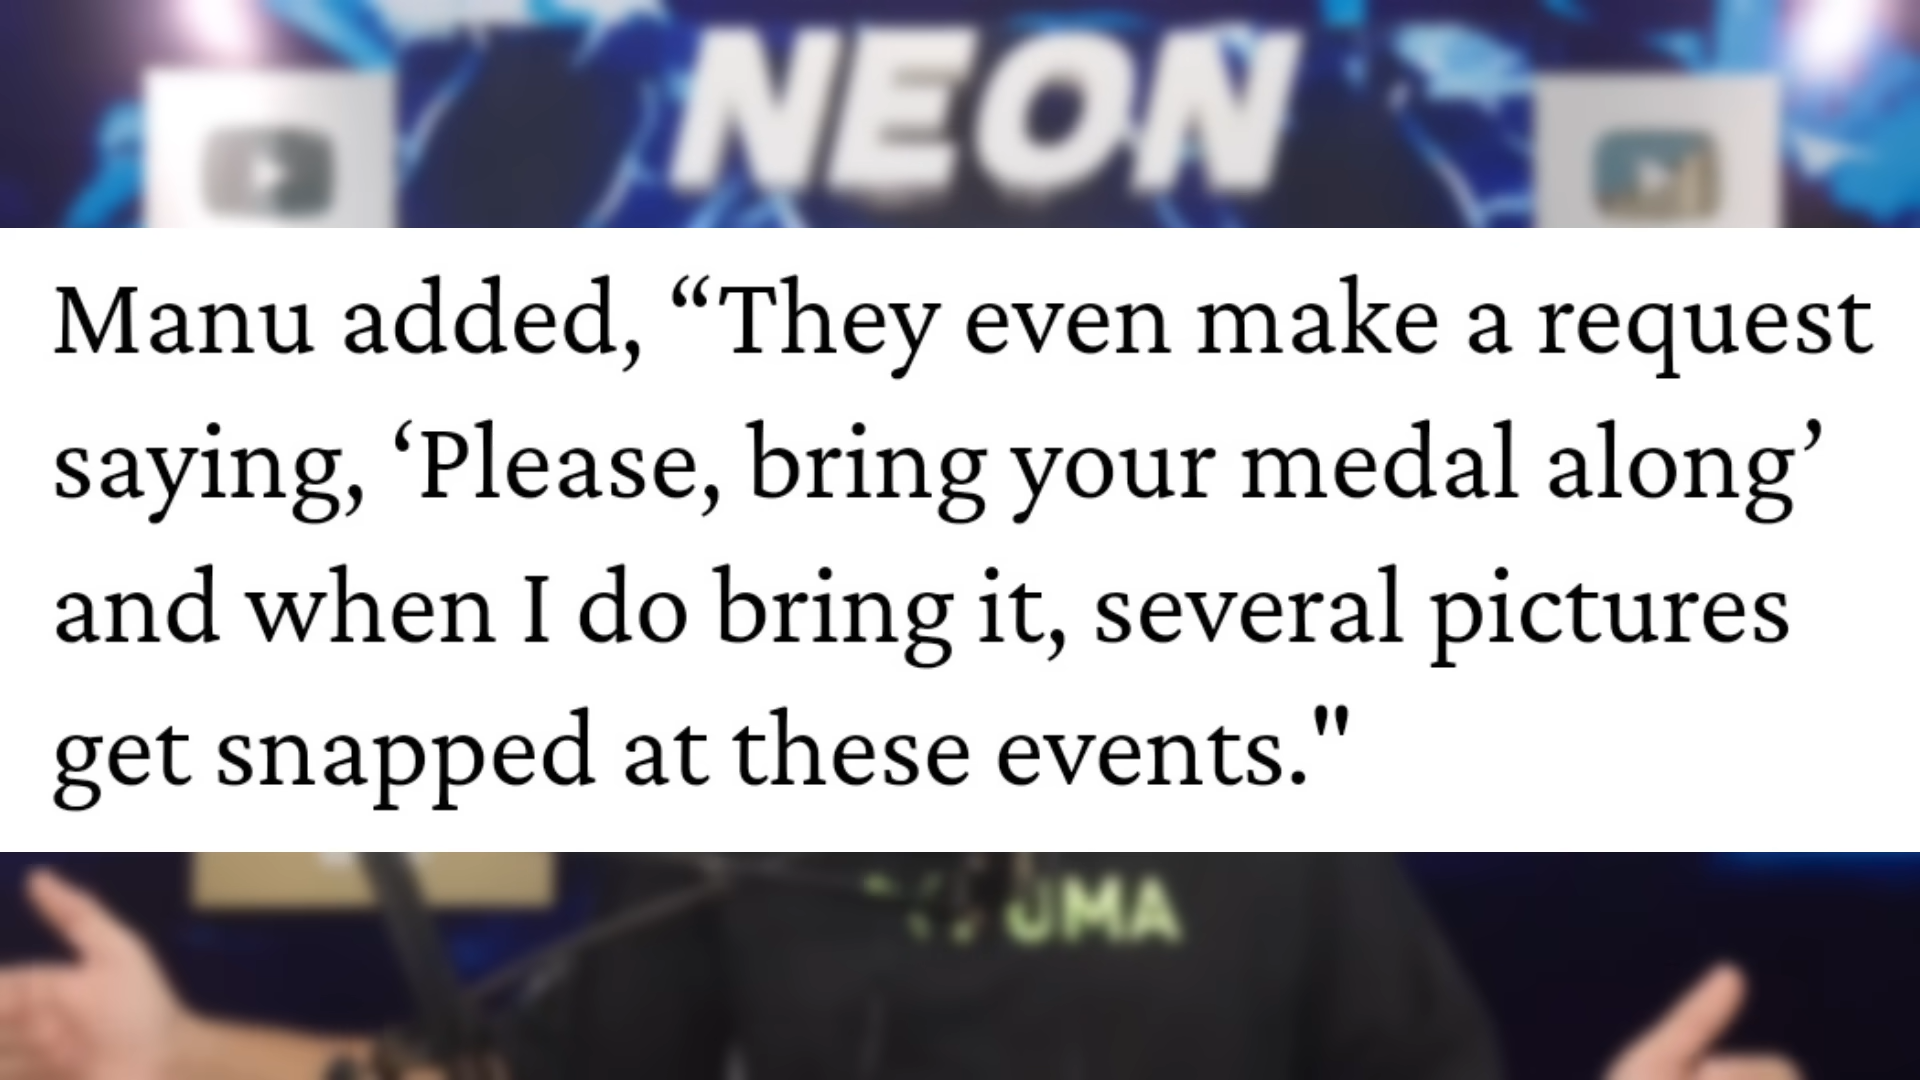 NEON
Manu added, “They even make a request
saying, ‘Please, bring your medal along’
and when I do bring it, several pictures
get snapped at these events."
UMA